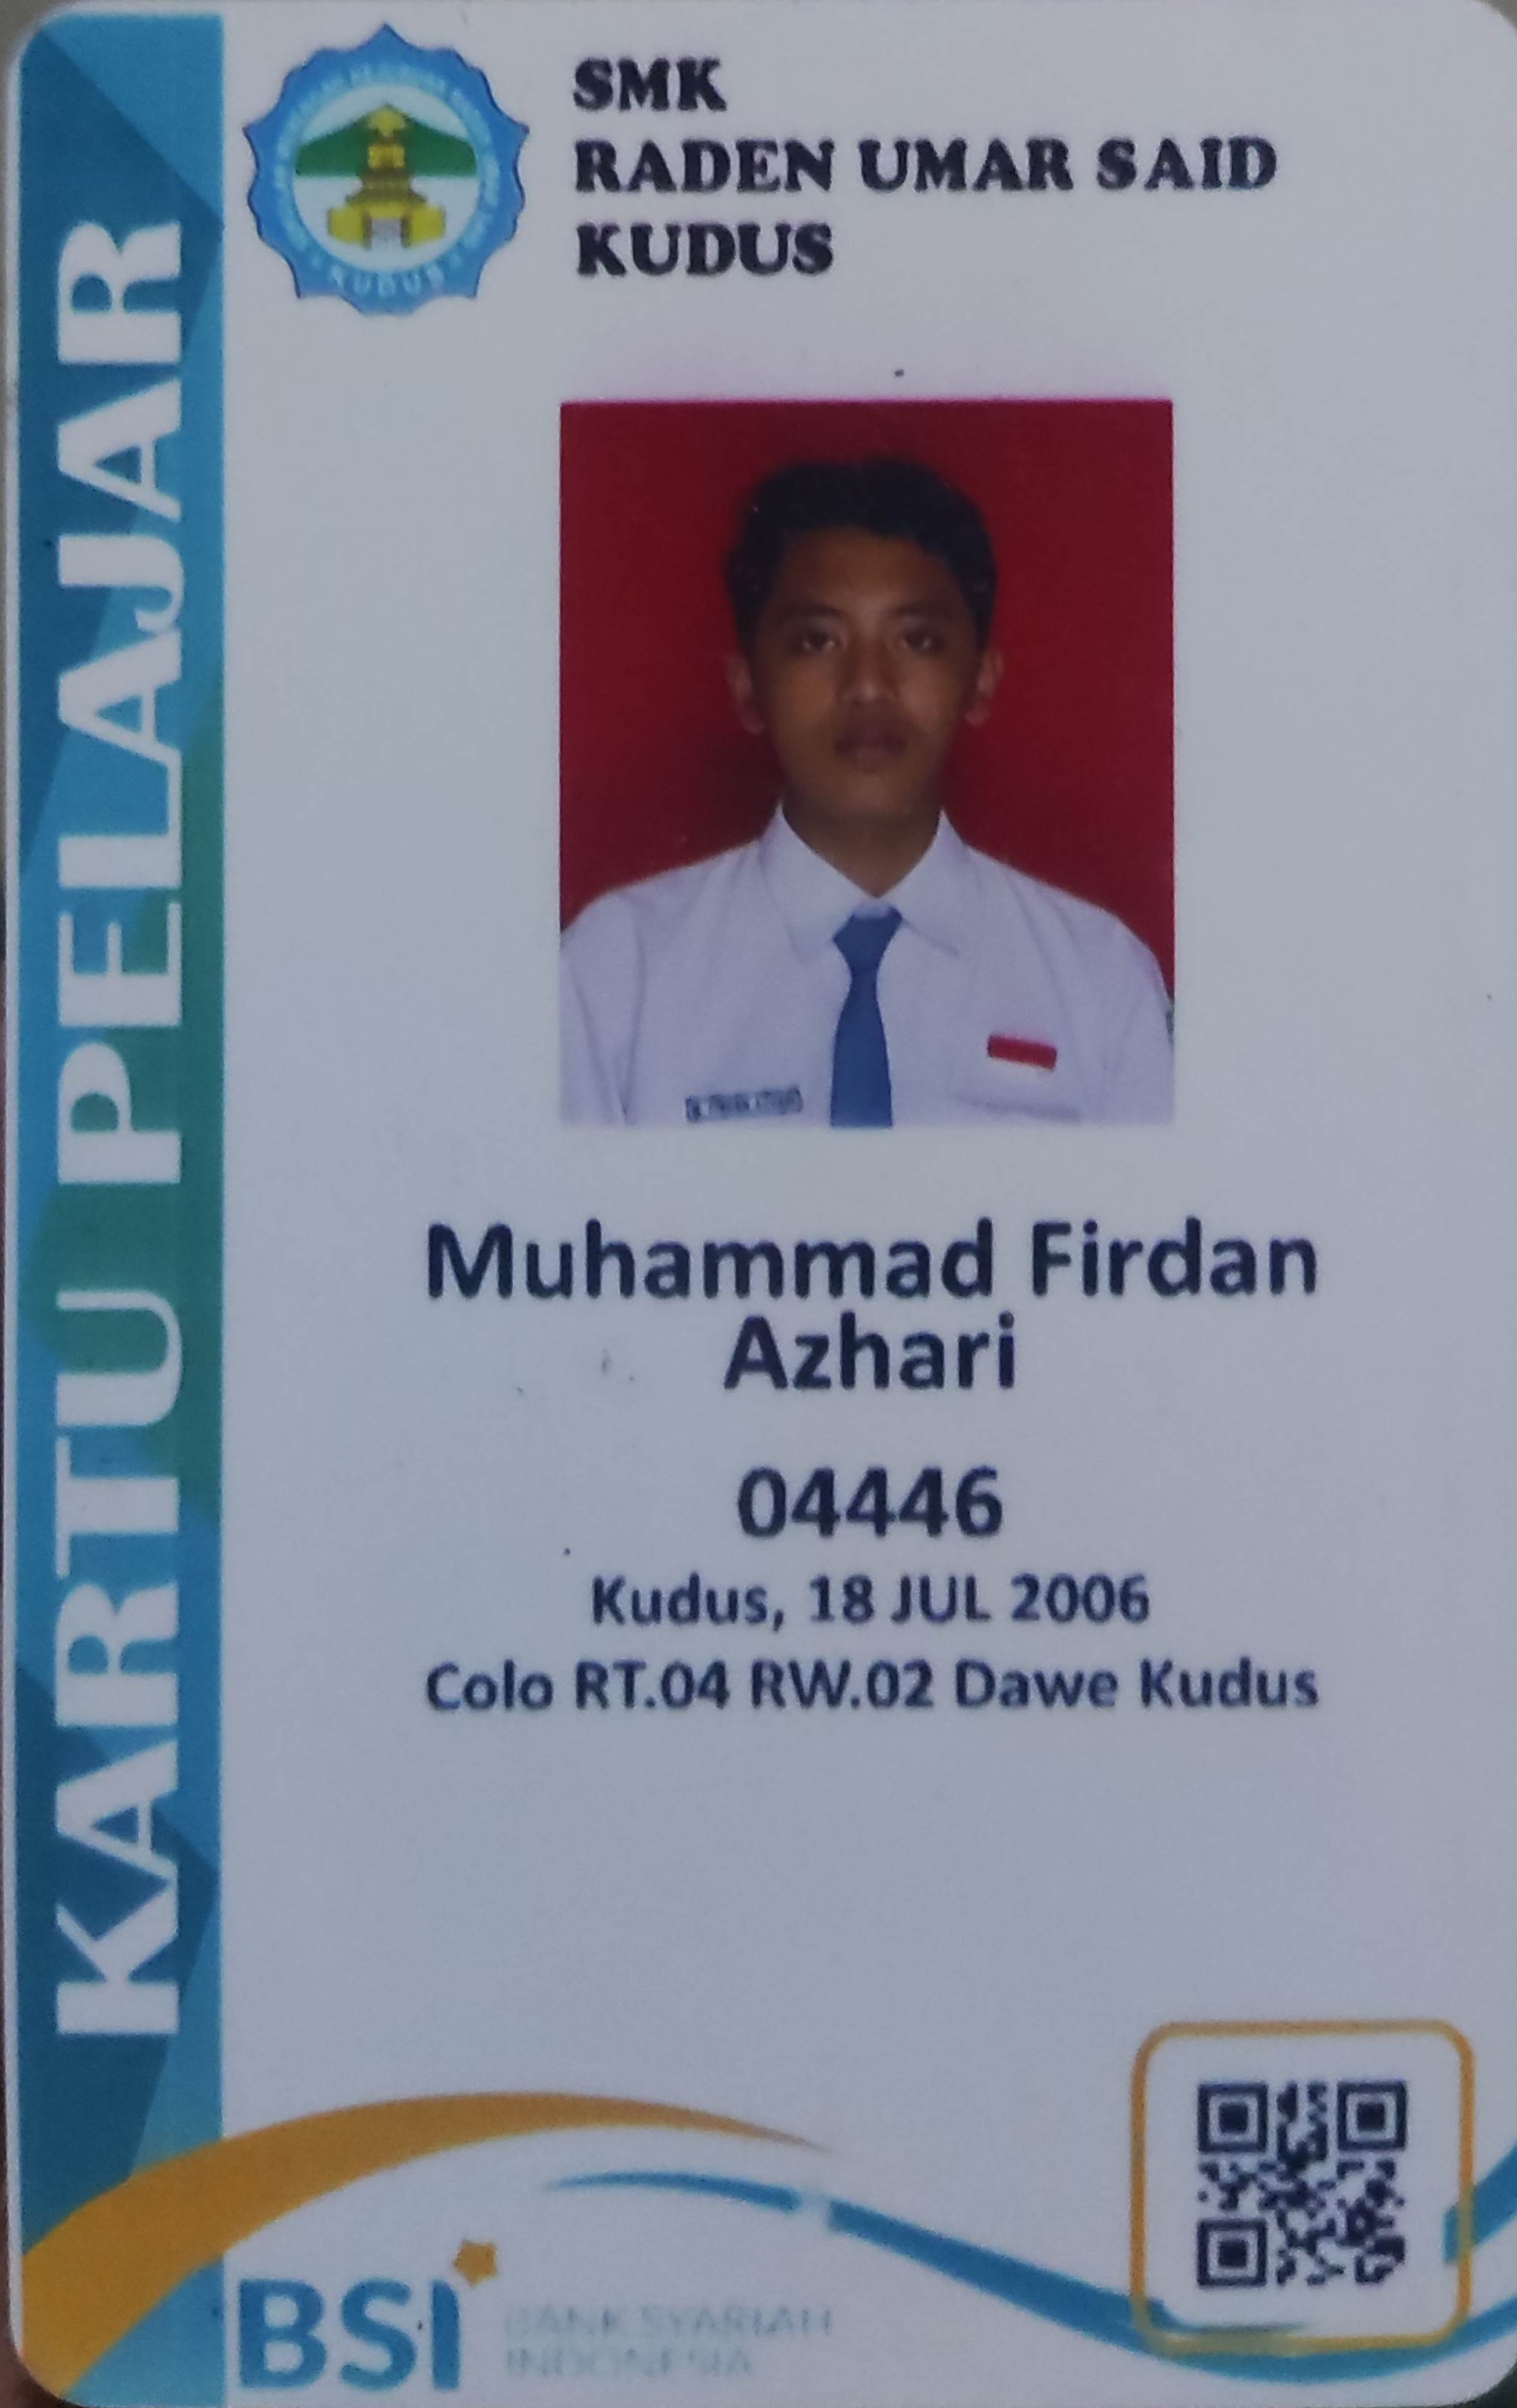 KARTU PELAJAR
SMK
RADEN UMAR SAID
KUDUS
KUDUS
Muhammad Firdan
Azhari
04446
Kudus, 18 JUL 2006
Colo RT.04 RW.02 Dawe Kudus
BSI
BANK SYARIAH
INDONESIA